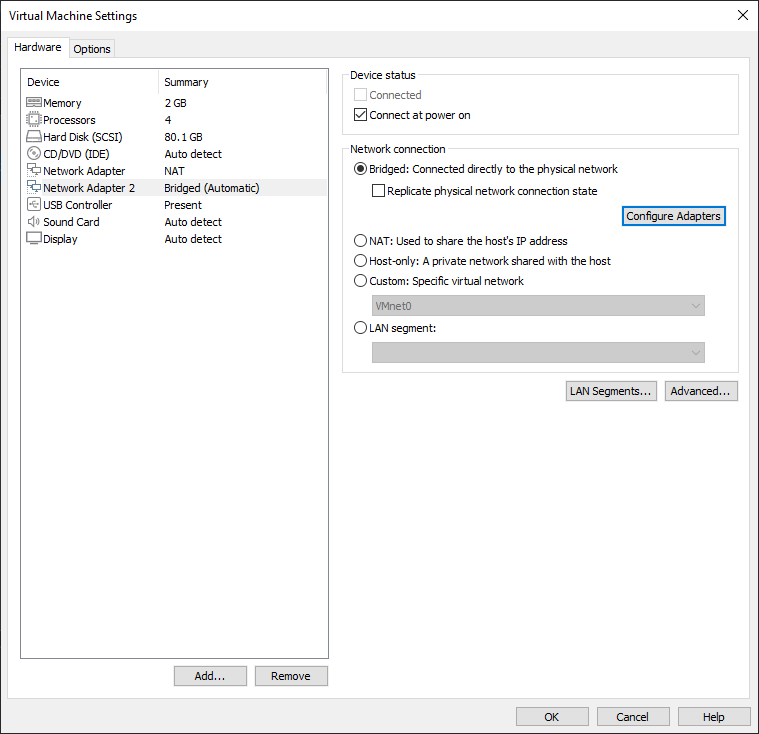 Virtual Machine Settings
Hardware Options
Device Summary
Memory 2 GB
Processors 4
Hard Disk (SCSI) 80.1 GB
CD/DVD (IDE) Auto detect
Network Adapter NAT
Network Adapter 2 Bridged (Automatic)
USB Controller Present
Sound Card Auto detect
Display Auto detect
Add... Remove
Device status
Connected
Connect at power on
Network connection
Bridged: Connected directly to the physical network
Replicate physical network connection state
Configure Adapters
NAT: Used to share the host's IP address
Host-only: A private network shared with the host
Custom: Specific virtual network
VMnet0
LAN segment:
LAN Segments... Advanced...
OK Cancel Help